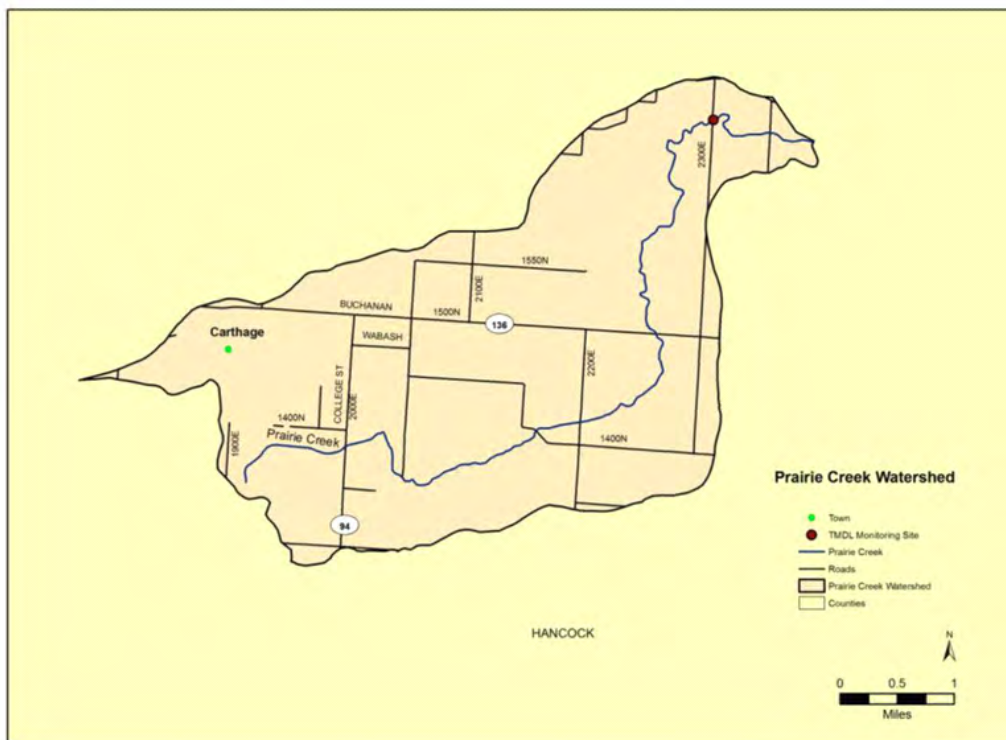 2300E
1550N
2100E
BUCHANAN
1500N
136
WABASH
Carthage
2200E
COLLEGE ST
2000E
1400N
Prairie Creek
1900E
1400N
94
Prairie Creek Watershed
Town
TMDL Monitoring Site
Prairie Creek
Roads
Prairie Creek Watershed
Counties
HANCOCK
N
0 0.5 1
Miles